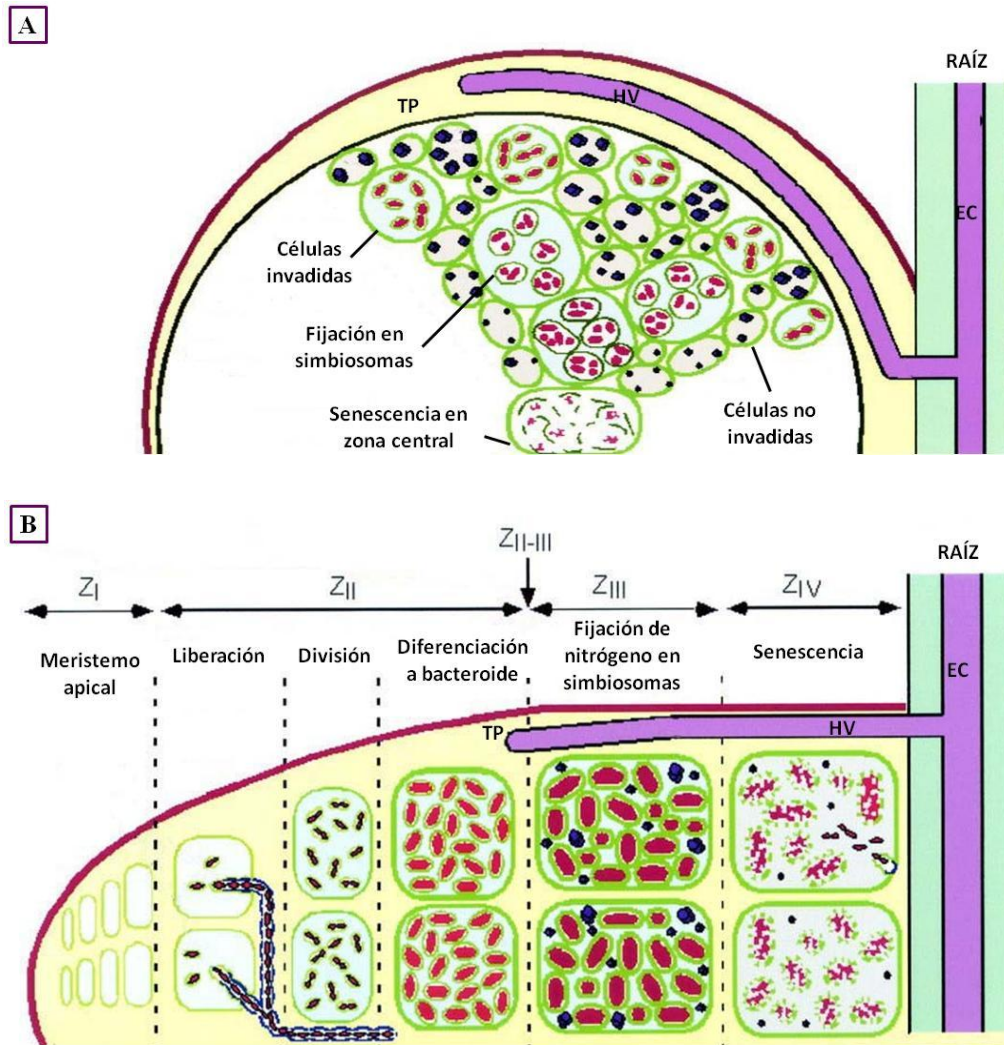 A
RAÍZ
TP
HV
EC
Células
invadidas
Fijación en
simbiosomas
Senescencia en
zona central
Células no
invadidas
B
ZII-III
RAÍZ
ZI
ZII
ZIII
ZIV
Meristemo
apical
Liberación
División
Diferenciación
a bacteroide
Fijación de
nitrógeno en
simbiosomas
Senescencia
EC
TP
HV